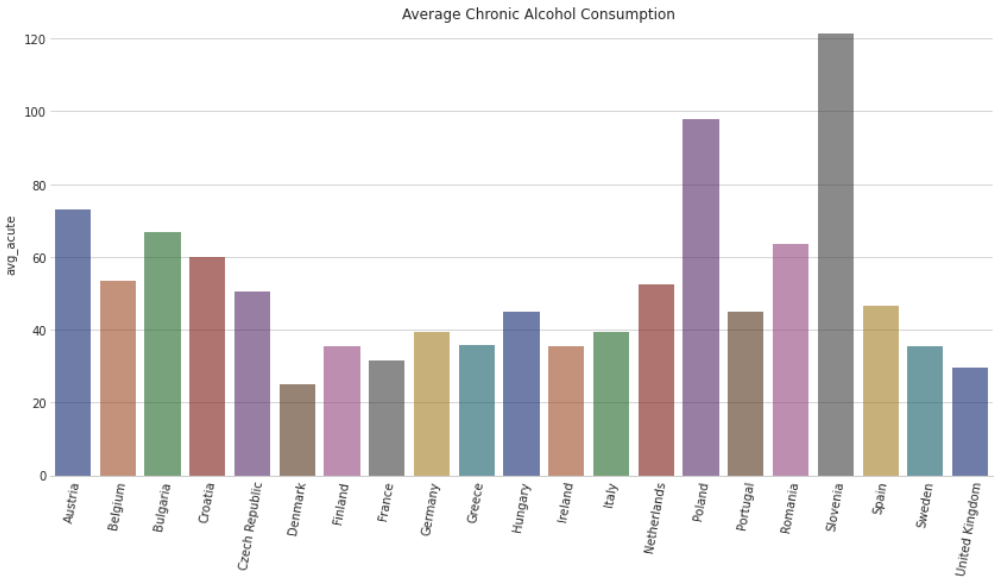 Average Chronic Alcohol Consumption
avg_acute
120
100
80
60
40
20
0
Austria
Belgium
Bulgaria
Croatia
Czech Republic
Denmark
Finland
France
Germany
Greece
Hungary
Ireland
Italy
Netherlands
Poland
Portugal
Romania
Slovenia
Spain
Sweden
United Kingdom